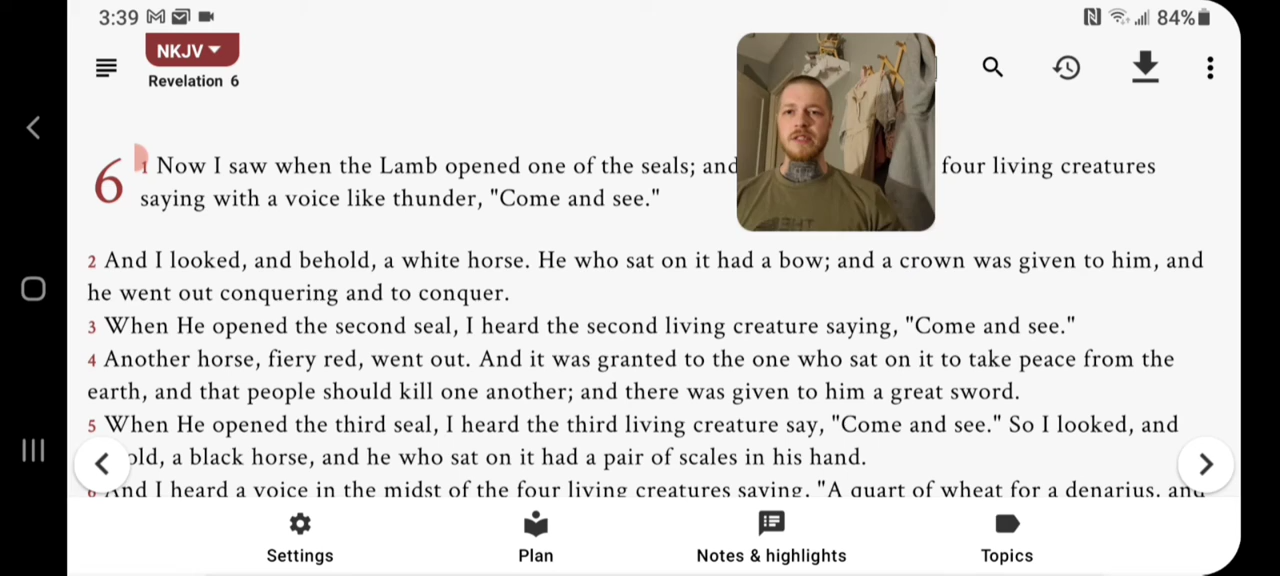 3:39
84%
NKJV
Revelation 6
6 1 Now I saw when the Lamb opened one of the seals; and four living creatures
saying with a voice like thunder, "Come and see."
2 And I looked, and behold, a white horse. He who sat on it had a bow; and a crown was given to him, and
he went out conquering and to conquer.
3 When He opened the second seal, I heard the second living creature saying, "Come and see."
4 Another horse, fiery red, went out. And it was granted to the one who sat on it to take peace from the
earth, and that people should kill one another; and there was given to him a great sword.
5 When He opened the third seal, I heard the third living creature say, "Come and see." So I looked, and
old, a black horse, and he who sat on it had a pair of scales in his hand.
6 And I heard a voice in the midst of the four living creatures saying, "A quart of wheat for a denarius, and
Settings
Plan
Notes & highlights
Topics